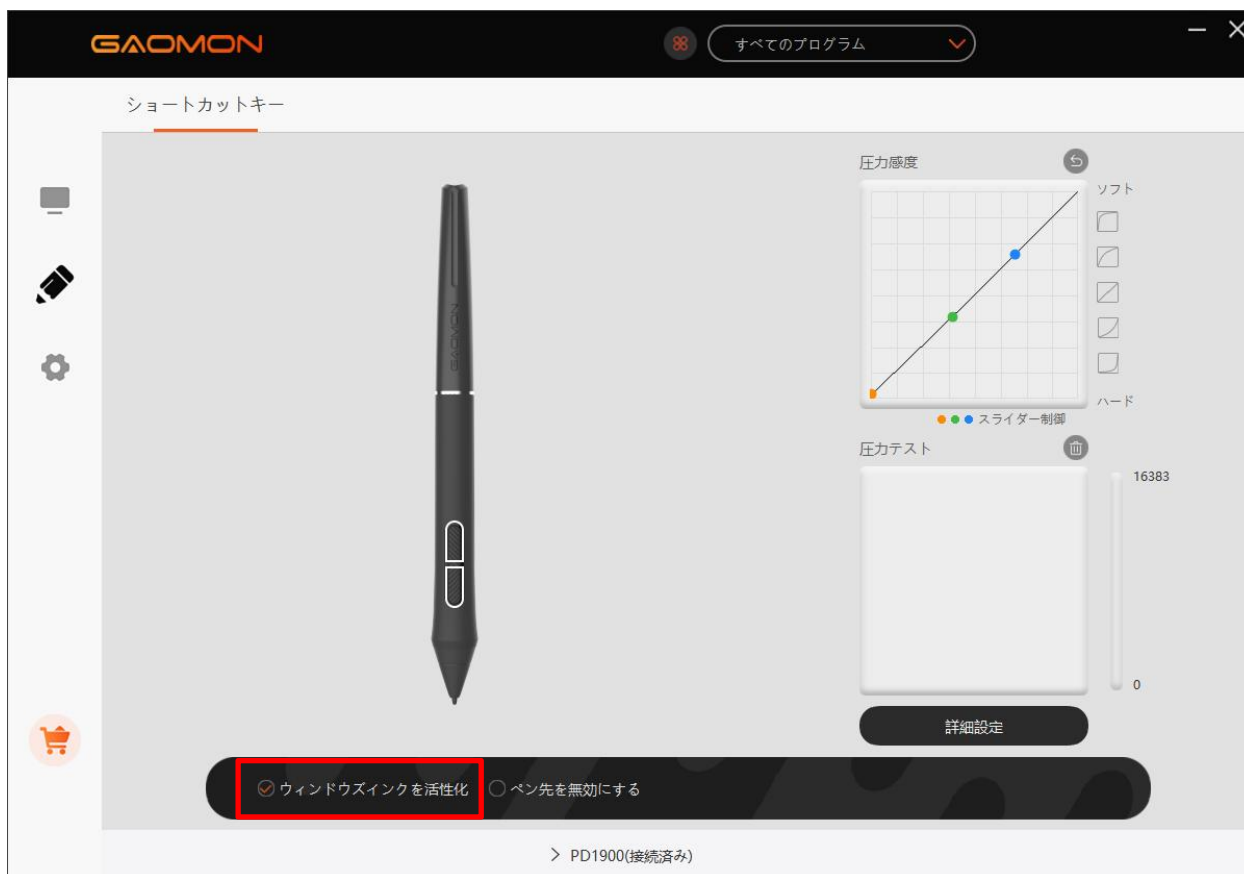 GAOMON
すべてのプログラム
ショートカットキー
圧力感度
ソフト
GAOMON
ハード
スライダー制御
圧力テスト
16383
0
詳細設定
ウィンドウズインクを活性化
ペン先を無効にする
PD1900(接続済み)